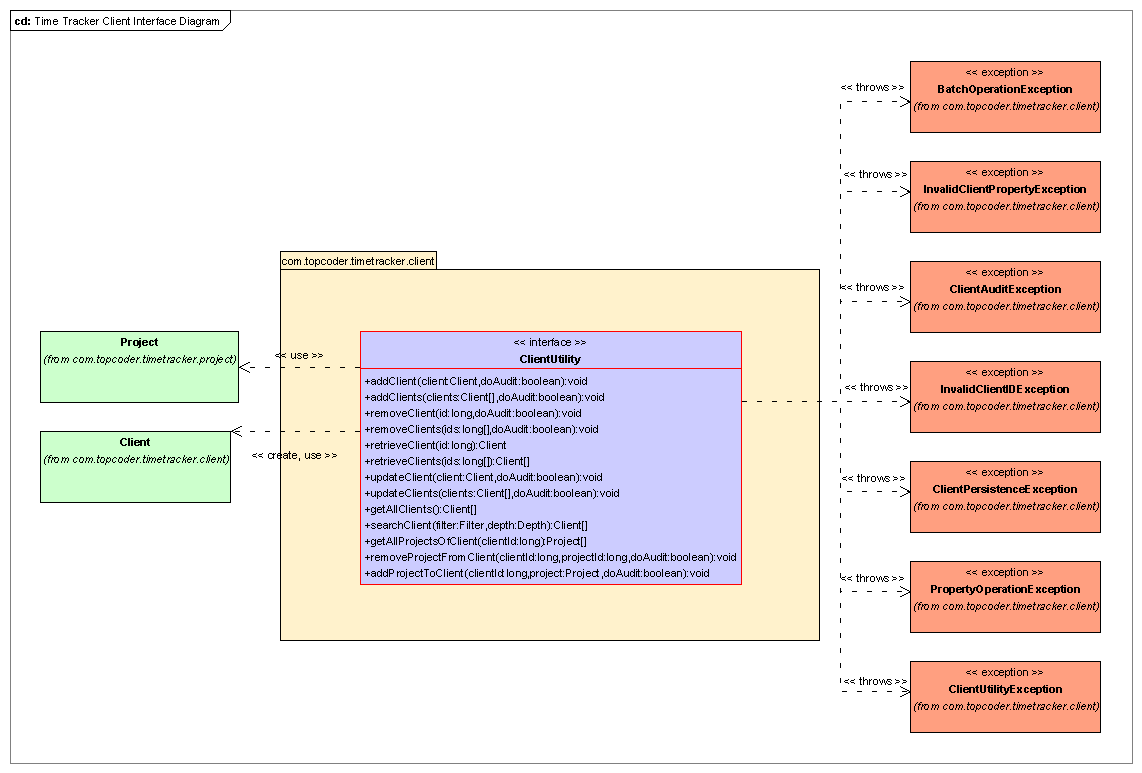 cd: Time Tracker Client Interface Diagram
<< exception >>
BatchOperationException
(from com.topcoder.timetracker.client)
<< throws >>
<< exception >>
InvalidClientPropertyException
(from com.topcoder.timetracker.client)
<< throws >>
<< exception >>
ClientAuditException
(from com.topcoder.timetracker.client)
<< throws >>
<< exception >>
InvalidClientIDException
(from com.topcoder.timetracker.client)
<< throws >>
<< exception >>
ClientPersistenceException
(from com.topcoder.timetracker.client)
<< throws >>
<< exception >>
PropertyOperationException
(from com.topcoder.timetracker.client)
<< throws >>
<< exception >>
ClientUtilityException
(from com.topcoder.timetracker.client)
<< throws >>
com.topcoder.timetracker.client
Project
(from com.topcoder.timetracker.project)
<< use >>
Client
(from com.topcoder.timetracker.client)
<< create, use >>
<< interface >>
ClientUtility
+addClient(client:Client,doAudit:boolean):void
+addClients(clients:Client[],doAudit:boolean):void
+removeClient(id:long,doAudit:boolean):void
+removeClients(ids:long[],doAudit:boolean):void
+retrieveClient(id:long):Client
+retrieveClients(ids:long[]):Client[]
+updateClient(client:Client,doAudit:boolean):void
+updateClients(clients:Client[],doAudit:boolean):void
+getAllClients():Client[]
+searchClient(filter:Filter,depth:Depth):Client[]
+getAllProjectsOfClient(clientId:long):Project[]
+removeProjectFromClient(clientId:long,projectId:long,doAudit:boolean):void
+addProjectToClient(clientId:long,project:Project,doAudit:boolean):void